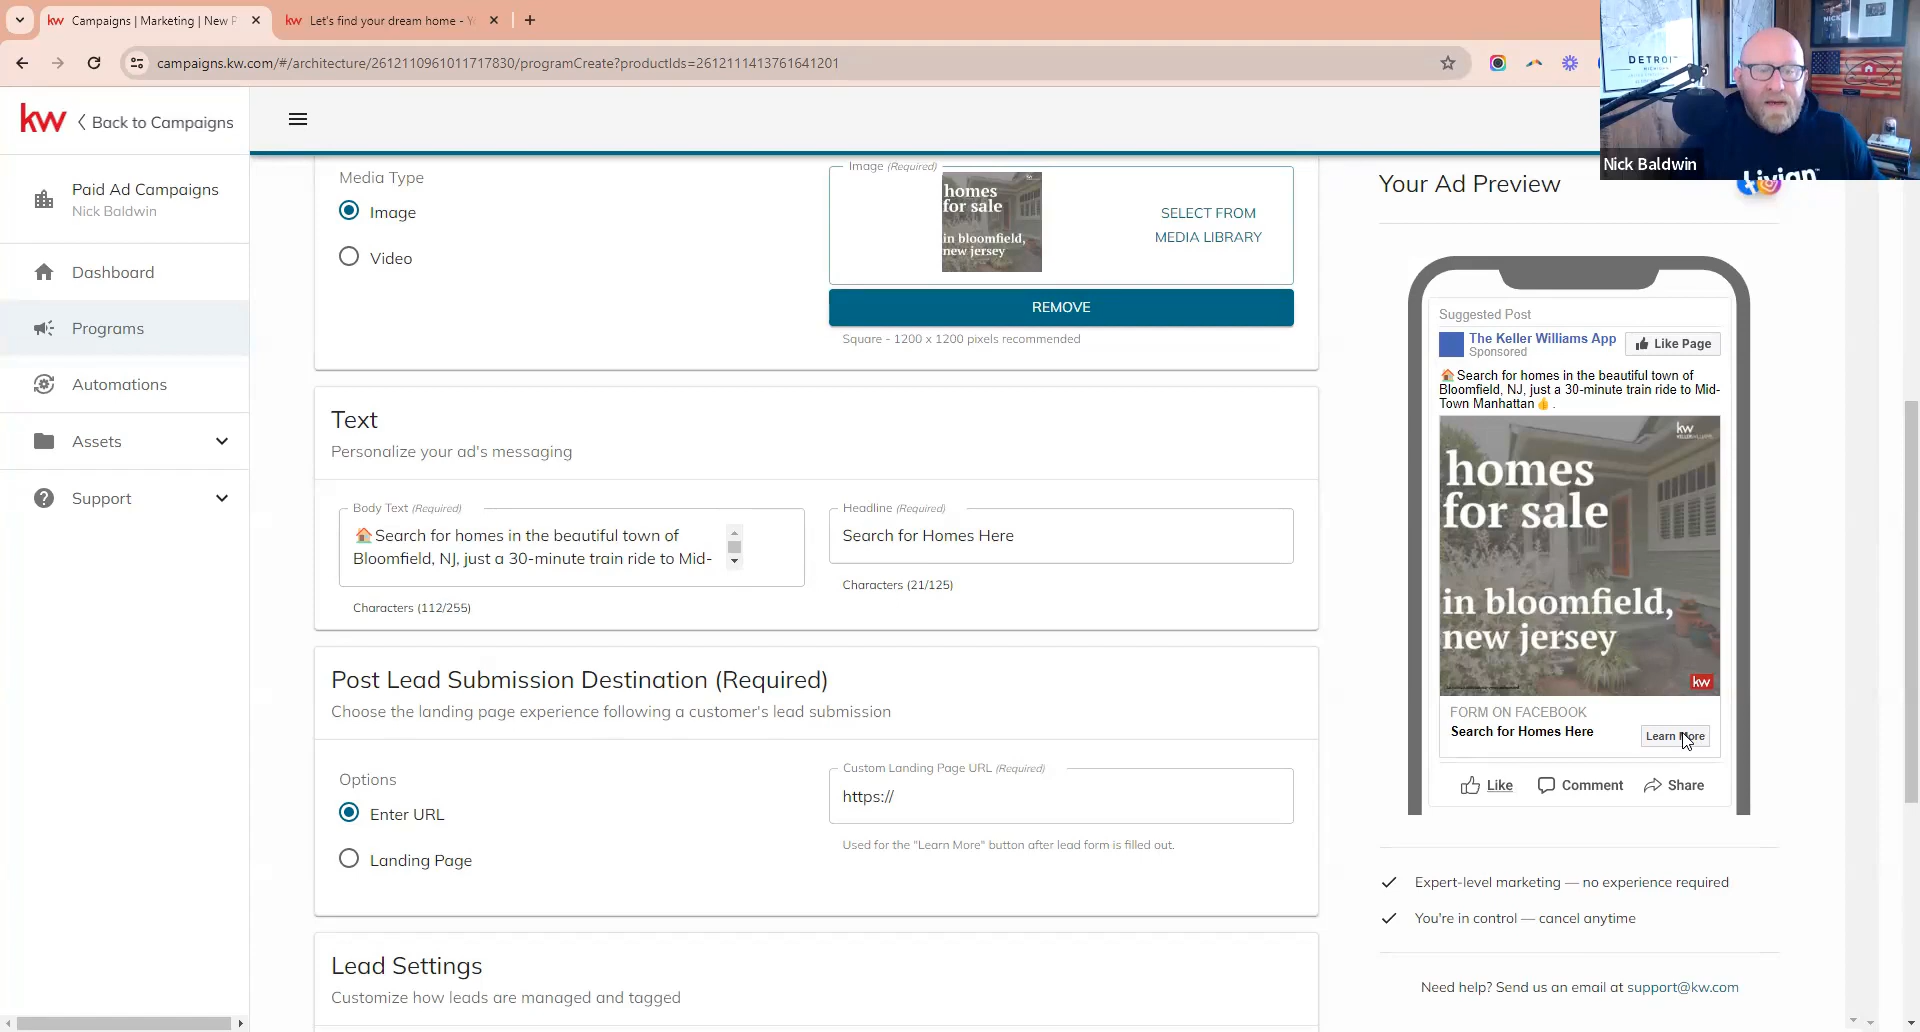 Campaigns | Marketing | New P
Let's find your dream home - Y
campaigns.kw.com/#/architecture/2612110961011717830/programCreate?productIds=2612111413761641201
DETROIT
Nick Baldwin
Livian
kw
Back to Campaigns
Paid Ad Campaigns
Nick Baldwin
Dashboard
Programs
Automations
Assets
Support
Media Type
Image
Video
Image (Required)
homes
for sale
in bloomfield,
new jersey
SELECT FROM
MEDIA LIBRARY
REMOVE
Square - 1200 x 1200 pixels recommended
Text
Personalize your ad's messaging
Body Text (Required)
🏠Search for homes in the beautiful town of
Bloomfield, NJ, just a 30-minute train ride to Mid-
Characters (112/255)
Headline (Required)
Search for Homes Here
Characters (21/125)
Post Lead Submission Destination (Required)
Choose the landing page experience following a customer's lead submission
Options
Enter URL
Landing Page
Custom Landing Page URL (Required)
https://
Used for the "Learn More" button after lead form is filled out.
Lead Settings
Customize how leads are managed and tagged
Your Ad Preview
Suggested Post
The Keller Williams App
Sponsored
Like Page
🏠Search for homes in the beautiful town of
Bloomfield, NJ, just a 30-minute train ride to Mid-
Town Manhattan👍 .
kw
KELLERWILLIAMS
homes
for sale
in bloomfield,
new jersey
kw
FORM ON FACEBOOK
Search for Homes Here
Learn More
Like
Comment
Share
Expert-level marketing — no experience required
You're in control — cancel anytime
Need help? Send us an email at support@kw.com